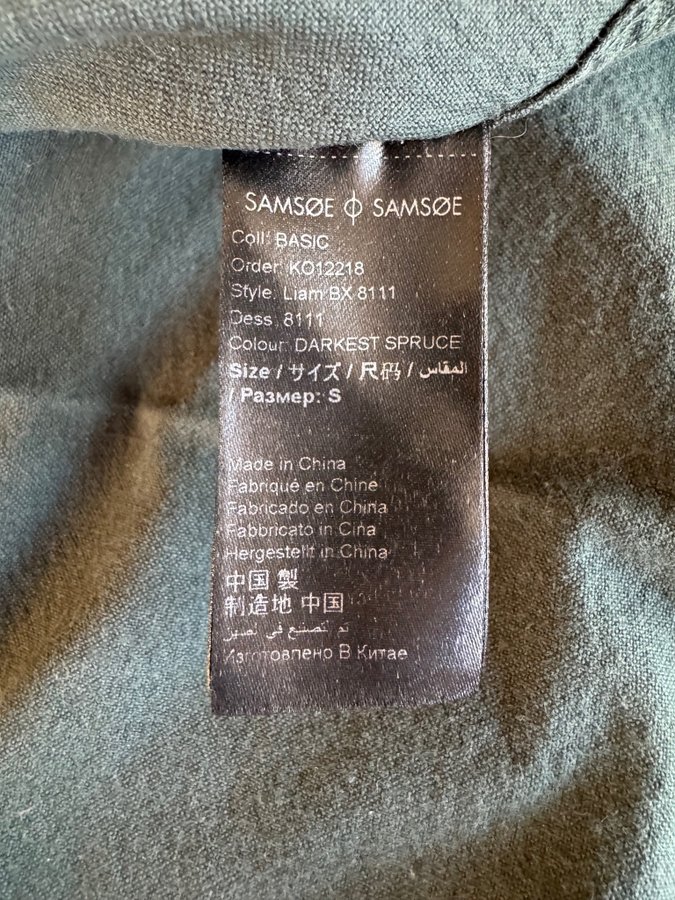 SAMSØE ϕ SAMSØE
Coll: BASIC
Order: KO12218
Style: Liam BX 8111
Dess: 8111
Colour: DARKEST SPRUCE
Size / サイズ / 尺码 / المقاس
/ Размер: S
Made in China
Fabriqué en Chine
Fabricado en China
Fabbricato in Cina
Hergestellt in China
中国 製
制造地 中国
تم التصنيع في الصين
Изготовлено В Китае